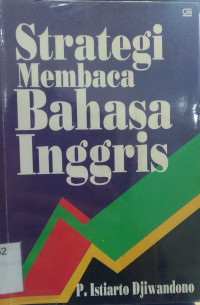 Strategi
Membaca
Bahasa
Inggris
P. Istiarto Djiwandono